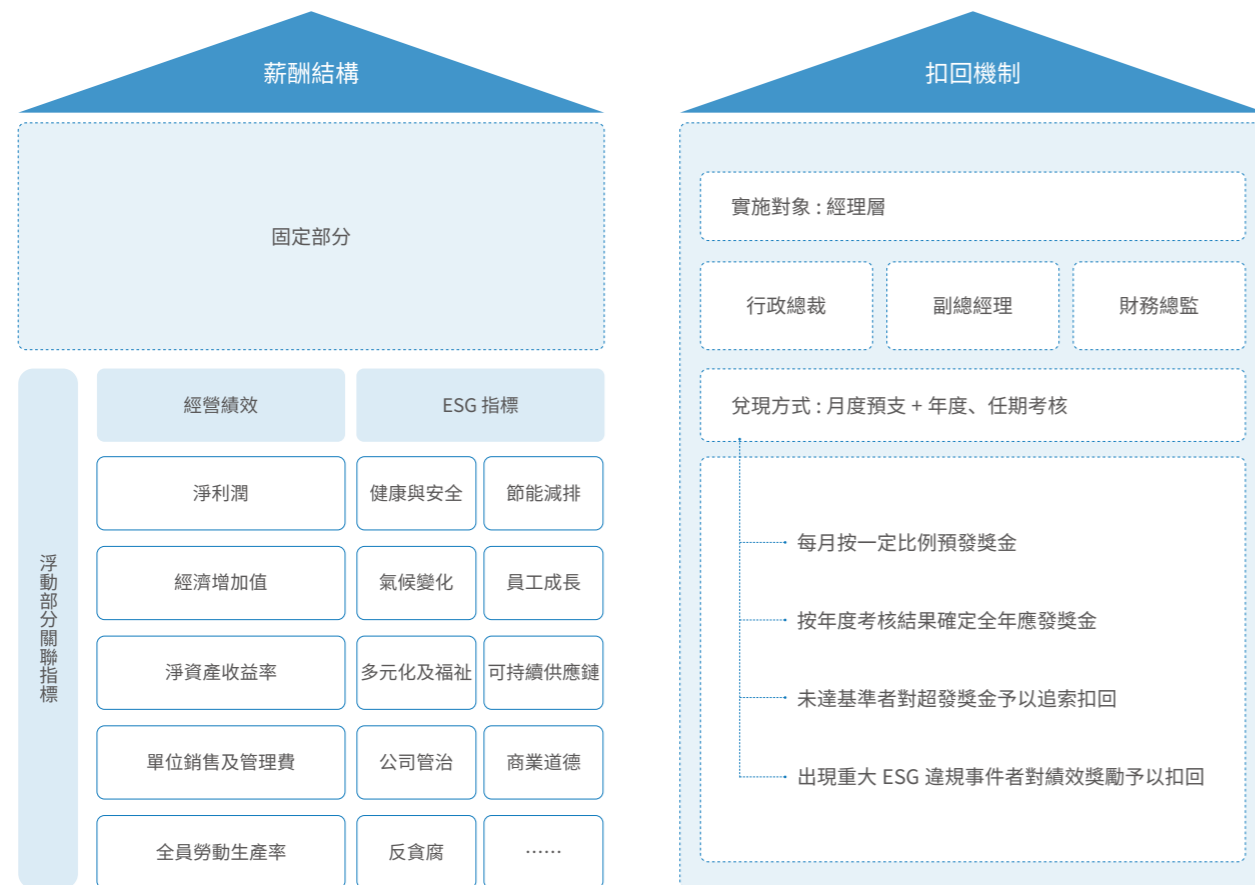 薪酬結構
固定部分
浮動部分關聯指標
經營績效
ESG 指標
淨利潤
健康與安全
節能減排
經濟增加值
氣候變化
員工成長
淨資產收益率
多元化及福祉
可持續供應鏈
單位銷售及管理費
公司管治
商業道德
全員勞動生產率
反貪腐
……
扣回機制
實施對象 : 經理層
行政總裁
副總經理
財務總監
兌現方式 : 月度預支 + 年度、任期考核
每月按一定比例預發獎金
按年度考核結果確定全年應發獎金
未達基準者對超發獎金予以追索扣回
出現重大 ESG 違規事件者對績效獎勵予以扣回